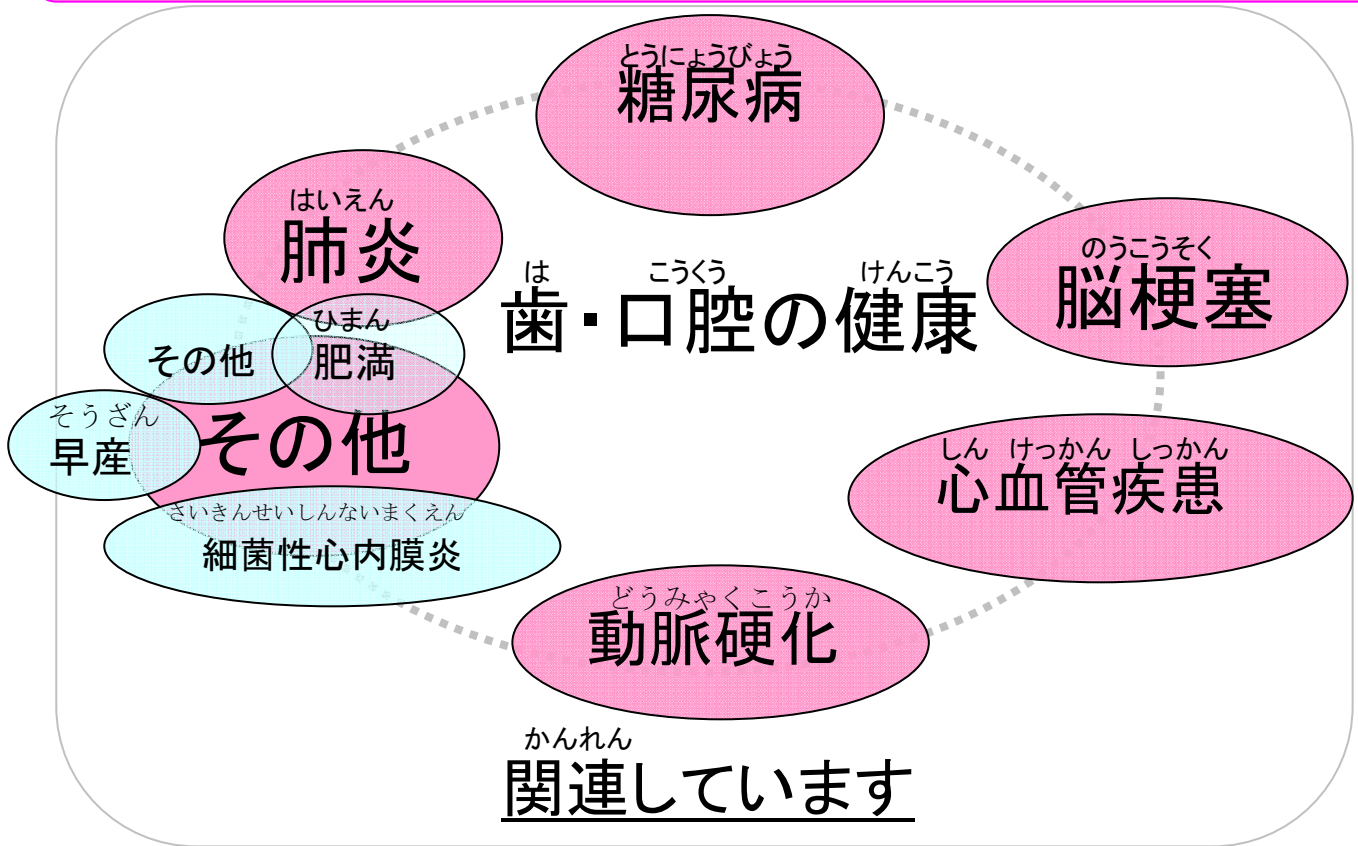 とうにょうびょう
糖尿病
はいえん
肺炎
のうこうそく
脳梗塞
は こうくう けんこう
歯・口腔の健康
ひまん
肥満
その他
そうざん
早産
その他
しん けっかん しっかん
心血管疾患
さいきんせいしんないまくえん
細菌性心内膜炎
どうみゃくこうか
動脈硬化
かんれん
関連しています